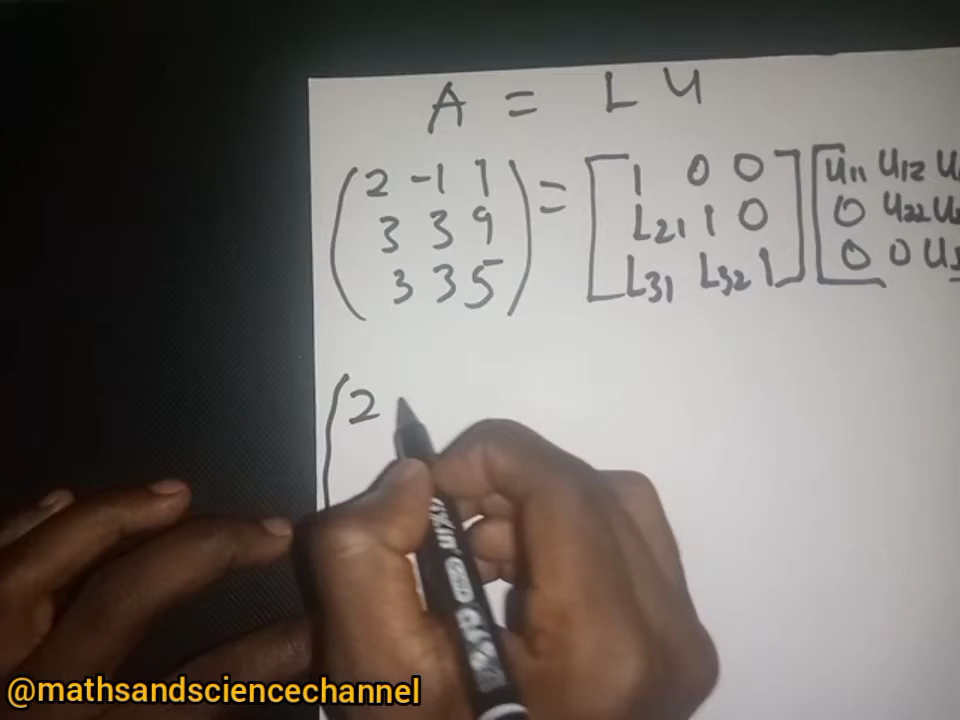 A = L U
(2 -1 1) = [1 0 0] [U11 U12 U
3 3 9 L21 1 0 0 U22 U
3 3 5 L31 L32 1 0 0 U
(2
@mathsandsciencechannel